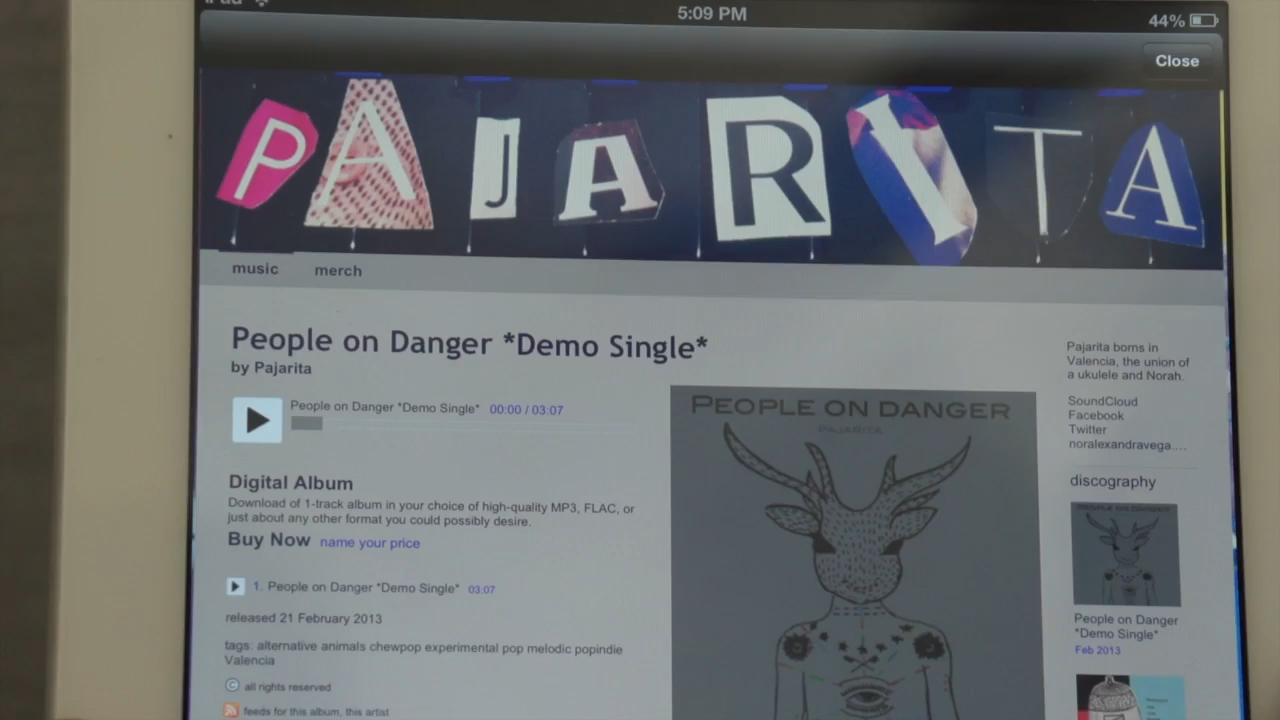 iPad
5:09 PM
44%
Close
PAJARITA
music
merch
People on Danger *Demo Single*
by Pajarita
People on Danger *Demo Single* 00:00 / 03:07
Digital Album
Download of 1-track album in your choice of high-quality MP3, FLAC, or
just about any other format you could possibly desire.
Buy Now name your price
1. People on Danger *Demo Single* 03:07
released 21 February 2013
tags: alternative animals chewpop experimental pop melodic popindie
Valencia
all rights reserved
feeds for this album, this artist
PEOPLE ON DANGER
PAJARITA
Pajarita borns in
Valencia, the union of
a ukulele and Norah.
SoundCloud
Facebook
Twitter
noralexandravega....
discography
PEOPLE ON DANGER
People on Danger
*Demo Single*
Feb 2013